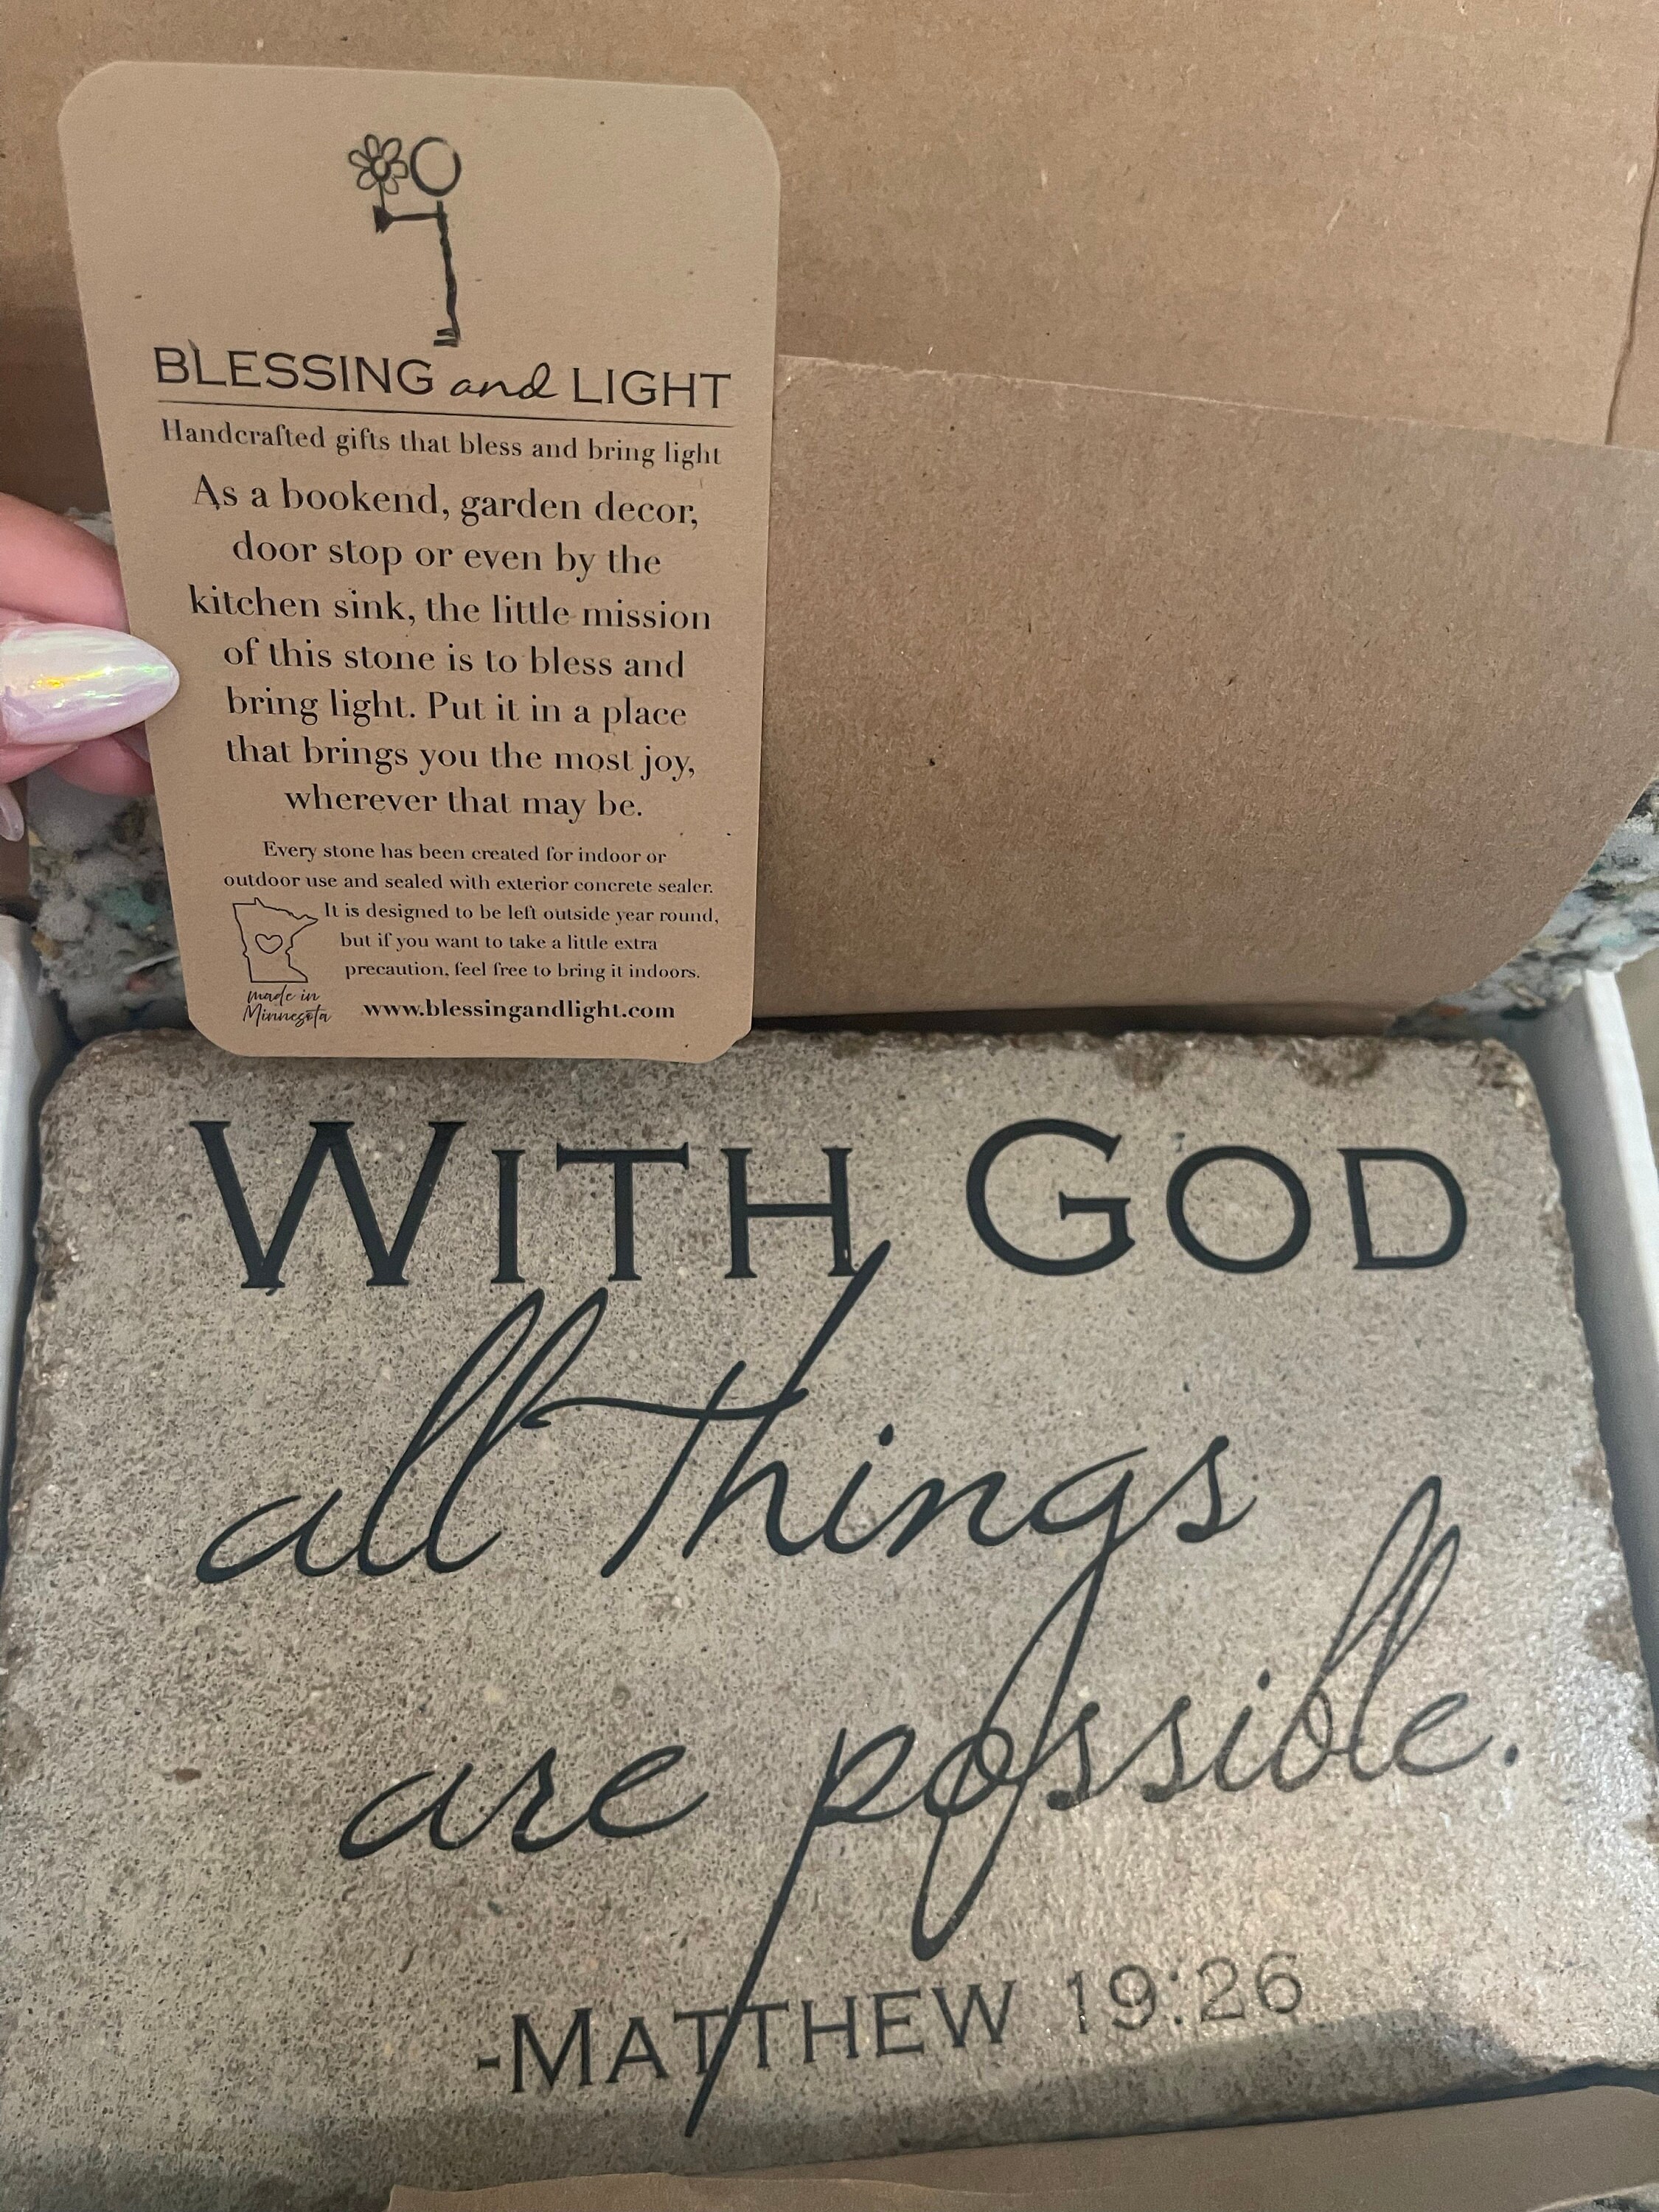 BLESSING and LIGHT
Handcrafted gifts that bless and bring light
As a bookend, garden decor,
door stop or even by the
kitchen sink, the little mission
of this stone is to bless and
bring light. Put it in a place
that brings you the most joy,
wherever that may be.
Every stone has been created for indoor or
outdoor use and sealed with exterior concrete sealer.
It is designed to be left outside year round,
but if you want to take a little extra
precaution, feel free to bring it indoors.
made in
Minnesota
www.blessingandlight.com
WITH GOD
all things
are possible.
-MATTHEW 19:26